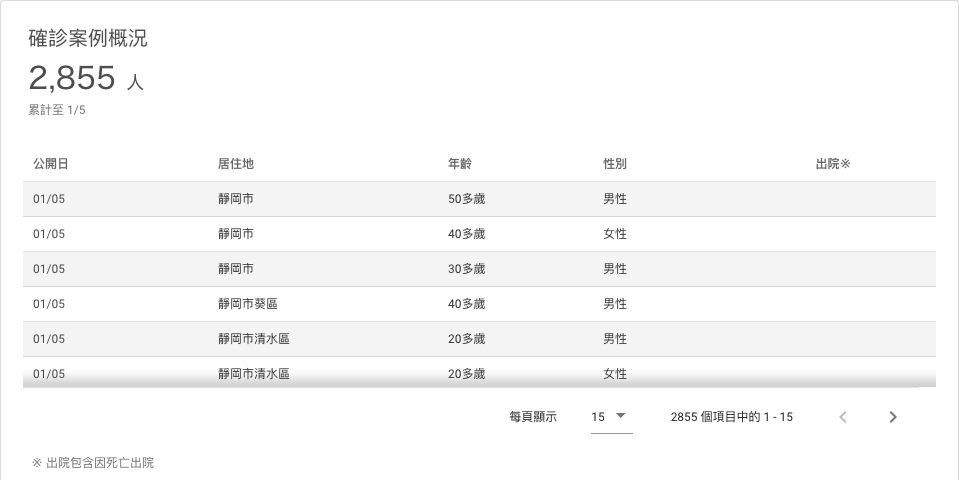 確診案例概況
2,855 人
累計至 1/5
公開日 居住地 年齡 性別 出院※
01/05 靜岡市 50多歲 男性
01/05 靜岡市 40多歲 女性
01/05 靜岡市 30多歲 男性
01/05 靜岡市葵區 40多歲 男性
01/05 靜岡市清水區 20多歲 男性
01/05 靜岡市清水區 20多歲 女性
每頁顯示 15 2855 個項目中的 1 - 15
※ 出院包含因死亡出院